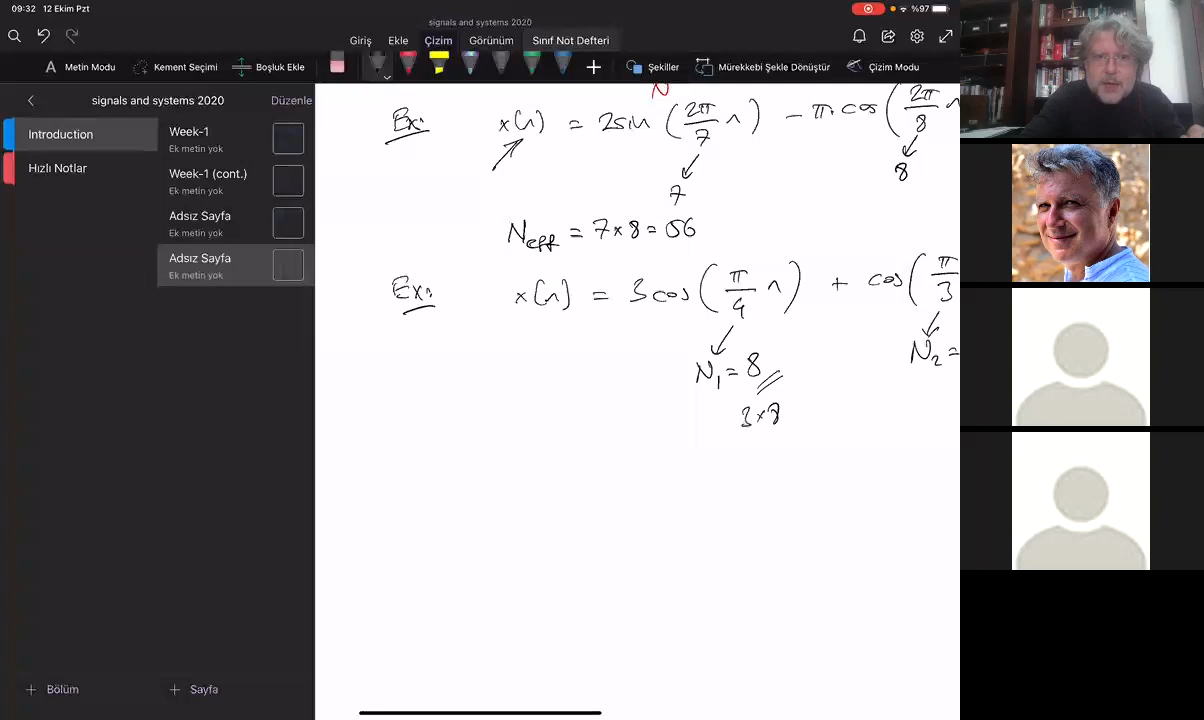 09:32 12 Ekim Pzt
%97
signals and systems 2020
Giriş Ekle Çizim Görünüm Sınıf Not Defteri
Metin Modu Kement Seçimi Boşluk Ekle Şekiller Mürekkebi Şekle Dönüştür Çizim Modu
signals and systems 2020 Düzenle
Introduction
Hızlı Notlar
Week-1
Ek metin yok
Week-1 (cont.)
Ek metin yok
Adsız Sayfa
Ek metin yok
Adsız Sayfa
Ek metin yok
Bölüm
Sayfa
N
Ex: x[n] = 2sin(2π/7 n) - π.cos(2π/8 n
7 8
Neff = 7×8 = 56
Ex: x[n] = 3cos(π/4 n) + cos(π/3
N1 = 8 N2 =
3×8